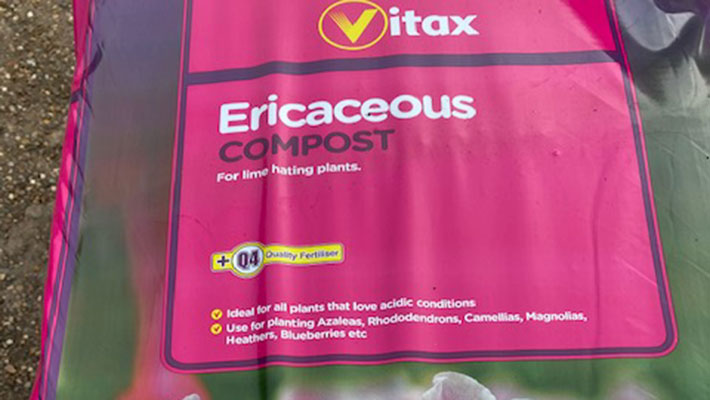 Vitax
Ericaceous
COMPOST
For lime hating plants.
+ Q4 Quality Fertiliser
Ideal for all plants that love acidic conditions
Use for planting Azaleas, Rhododendrons, Camellias, Magnolias,
Heathers, Blueberries etc